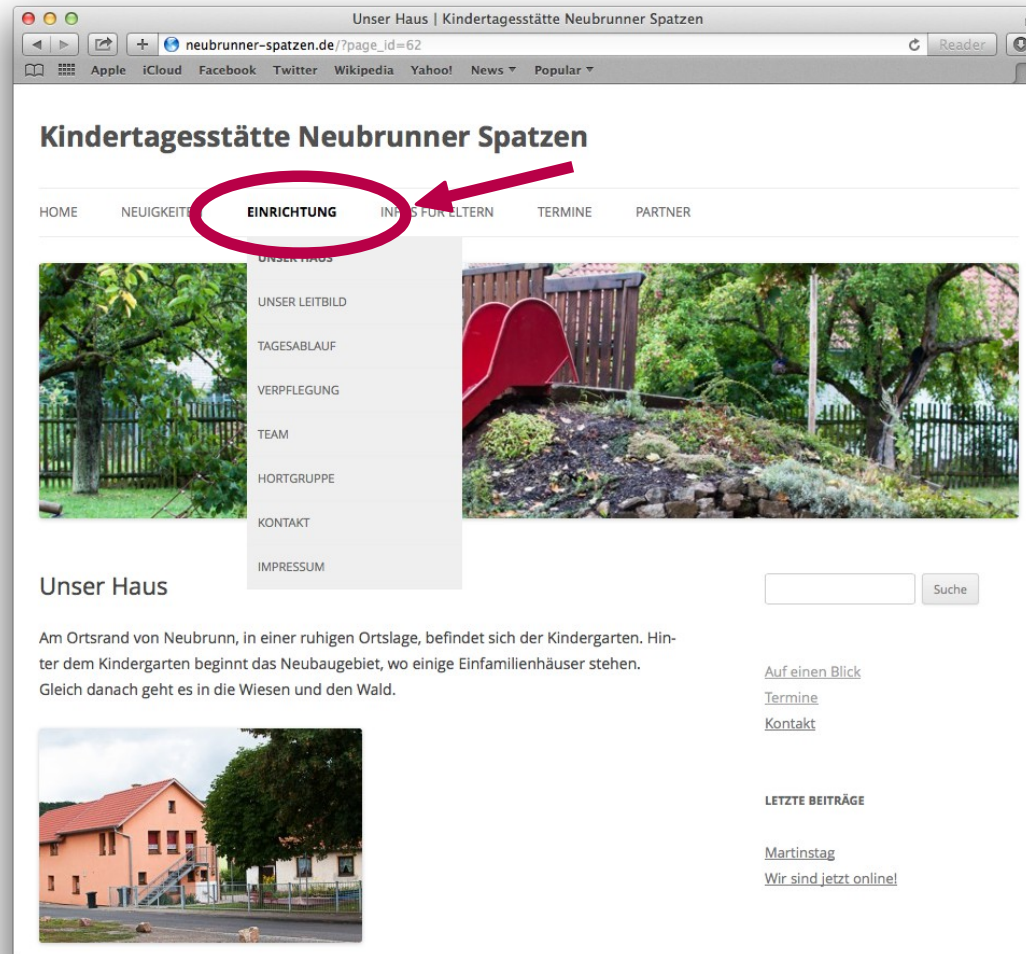 Unser Haus | Kindertagesstätte Neubrunner Spatzen
neubrunner-spatzen.de/?page_id=62
Reader
Apple iCloud Facebook Twitter Wikipedia Yahoo! News Popular
Kindertagesstätte Neubrunner Spatzen
HOME EINRICHTUNG FÜR ELTERN TERMINE PARTNER
UNSER HAUS
UNSER LEITBILD
TAGESABLAUF
VERPFLEGUNG
TEAM
HORTGRUPPE
KONTAKT
IMPRESSUM
Unser Haus
Am Ortsrand von Neubrunn, in einer ruhigen Ortslage, befindet sich der Kindergarten. Hin-
ter dem Kindergarten beginnt das Neubaugebiet, wo einige Einfamilienhäuser stehen.
Gleich danach geht es in die Wiesen und den Wald.
Suche
Auf einen Blick
Termine
Kontakt
LETZTE BEITRÄGE
Martinstag
Wir sind jetzt online!